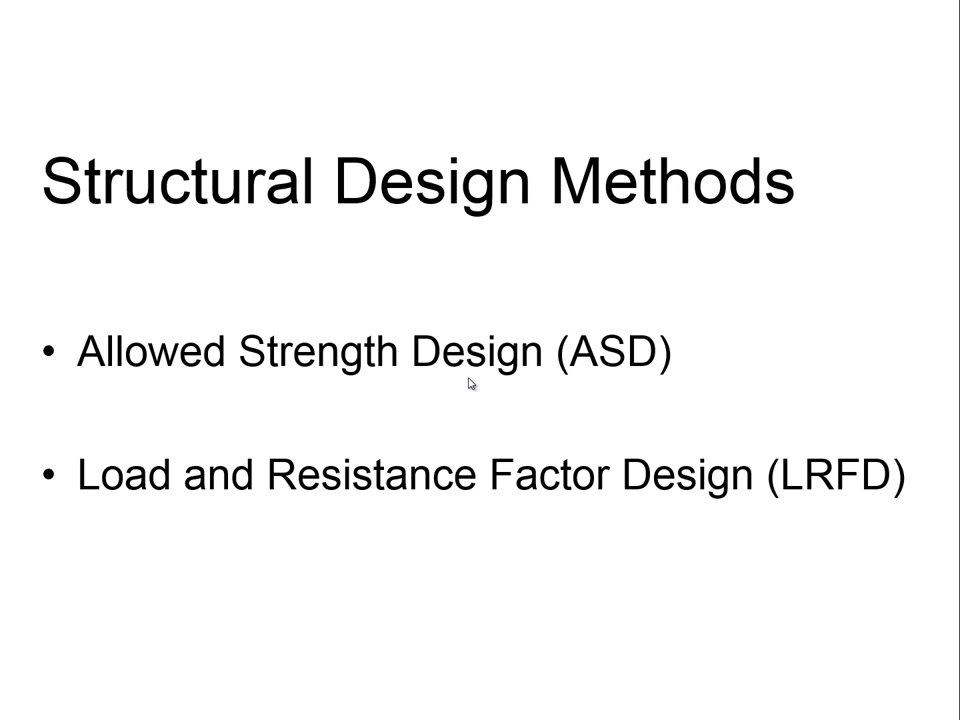 Structural Design Methods
• Allowed Strength Design (ASD)
• Load and Resistance Factor Design (LRFD)